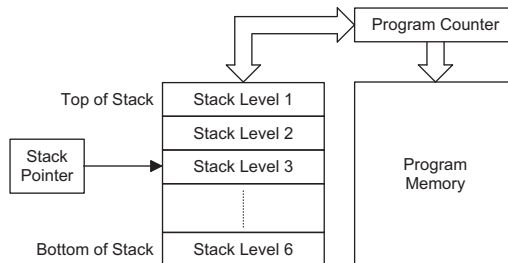 Program Counter
Top of Stack
Stack Level 1
Stack Level 2
Stack
Pointer
Stack Level 3
Program
Memory
Bottom of Stack
Stack Level 6